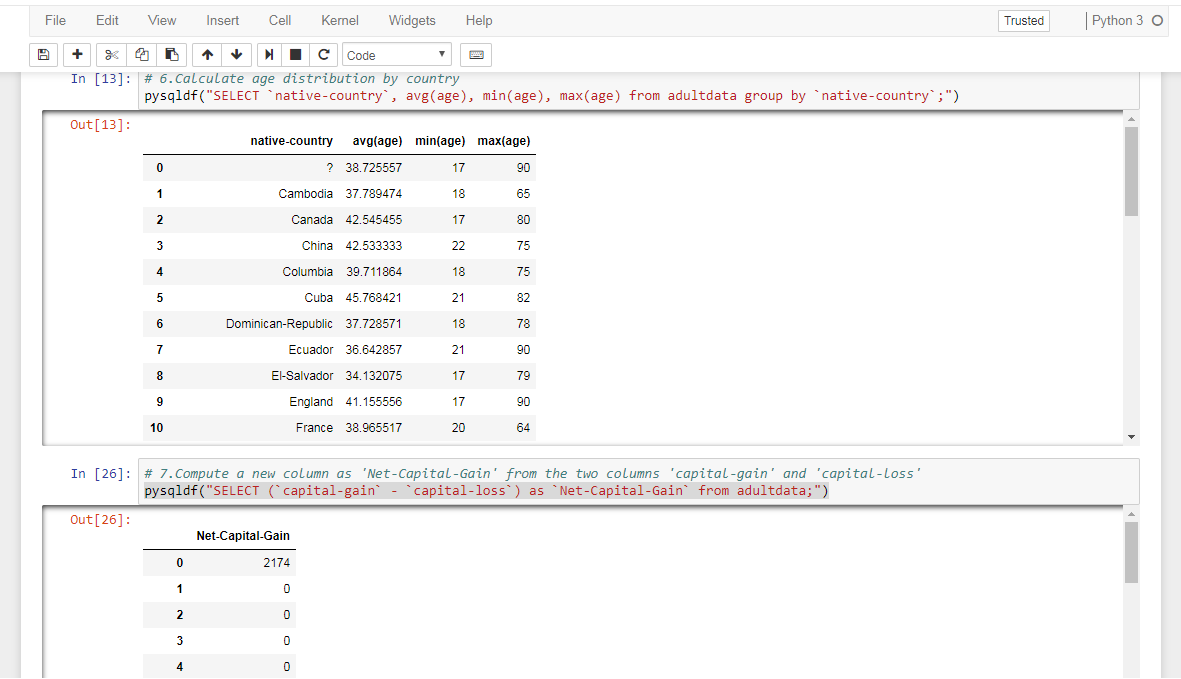 File Edit View Insert Cell Kernel Widgets Help Trusted Python 3
Code
In [13]: # 6.Calculate age distribution by country
pysqldf("SELECT `native-country`, avg(age), min(age), max(age) from adultdata group by `native-country`;")
Out[13]:
native-country avg(age) min(age) max(age)
0 ? 38.725557 17 90
1 Cambodia 37.789474 18 65
2 Canada 42.545455 17 80
3 China 42.533333 22 75
4 Columbia 39.711864 18 75
5 Cuba 45.768421 21 82
6 Dominican-Republic 37.728571 18 78
7 Ecuador 36.642857 21 90
8 El-Salvador 34.132075 17 79
9 England 41.155556 17 90
10 France 38.965517 20 64
In [26]: # 7.Compute a new column as 'Net-Capital-Gain' from the two columns 'capital-gain' and 'capital-loss'
pysqldf("SELECT (`capital-gain` - `capital-loss`) as `Net-Capital-Gain` from adultdata;")
Out[26]:
Net-Capital-Gain
0 2174
1 0
2 0
3 0
4 0